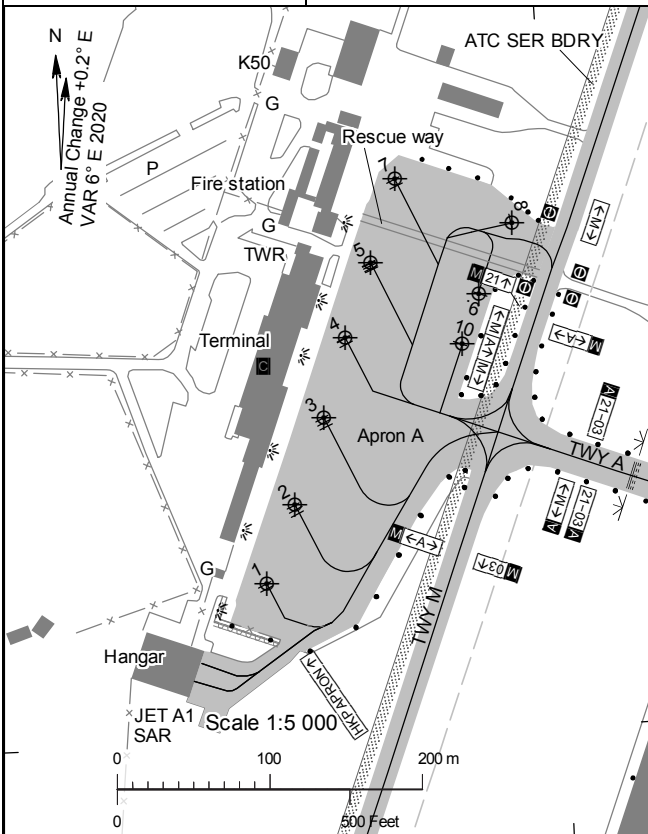 N
Annual Change +0.2° E
VAR 6° E 2020
K50
ATC SER BDRY
G
Rescue way
P
Fire station
G
TWR
Terminal
C
7
8
5
M 21↑
6
4
10
←M→
←M|A↑M→
←A→ M
3
Apron A
A 21-03
TWY A
2
←M→ A
21-03 A
M ←A→
03↑ M
1
G
TWY M
Hangar
HKP APRON ↑
JET A1
SAR
Scale 1:5 000
0 100 200 m
0 500 Feet